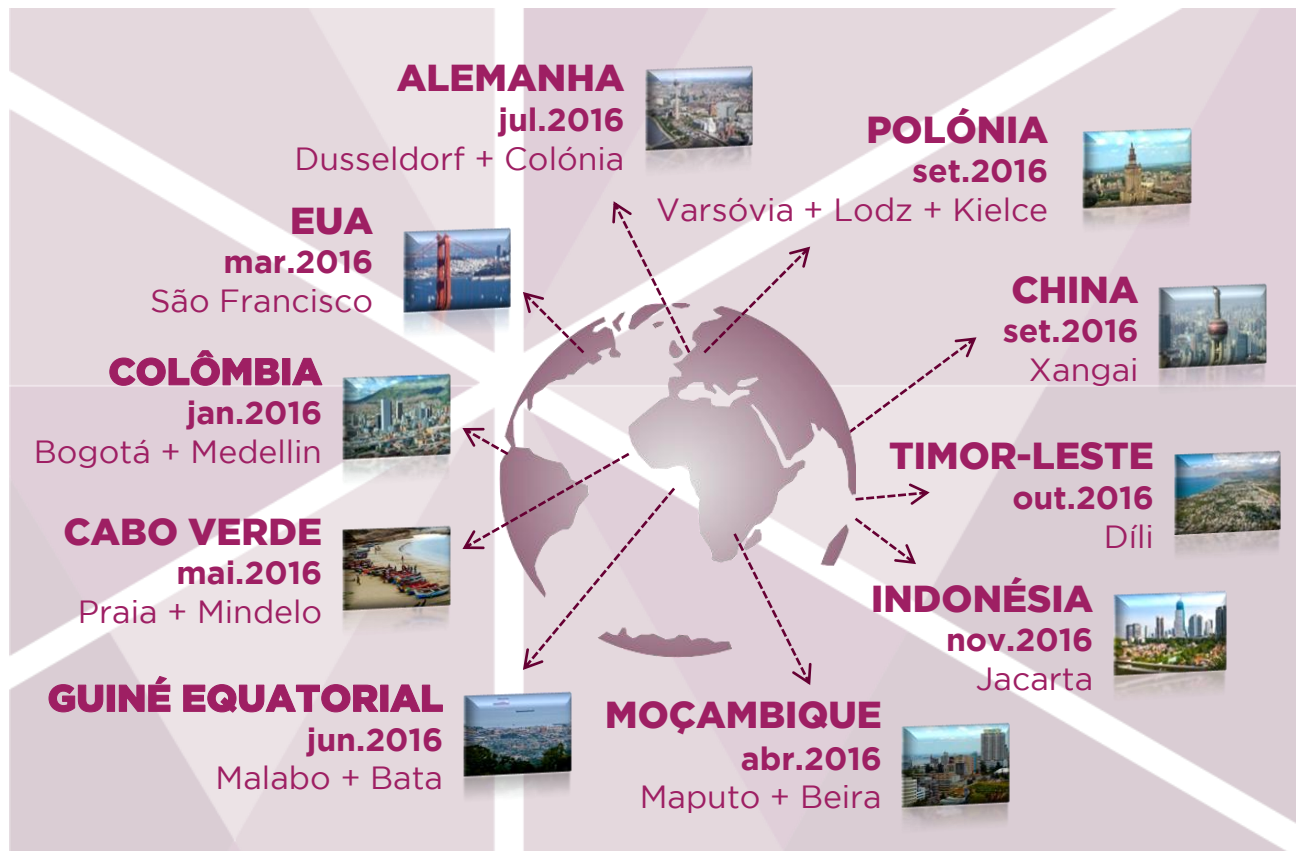 ALEMANHA
jul.2016
Dusseldorf + Colónia
POLÓNIA
set.2016
Varsóvia + Lodz + Kielce
EUA
mar.2016
São Francisco
CHINA
set.2016
Xangai
COLÔMBIA
jan.2016
Bogotá + Medellin
TIMOR-LESTE
out.2016
Díli
CABO VERDE
mai.2016
Praia + Mindelo
INDONÉSIA
nov.2016
Jacarta
GUINÉ EQUATORIAL
jun.2016
Malabo + Bata
MOÇAMBIQUE
abr.2016
Maputo + Beira